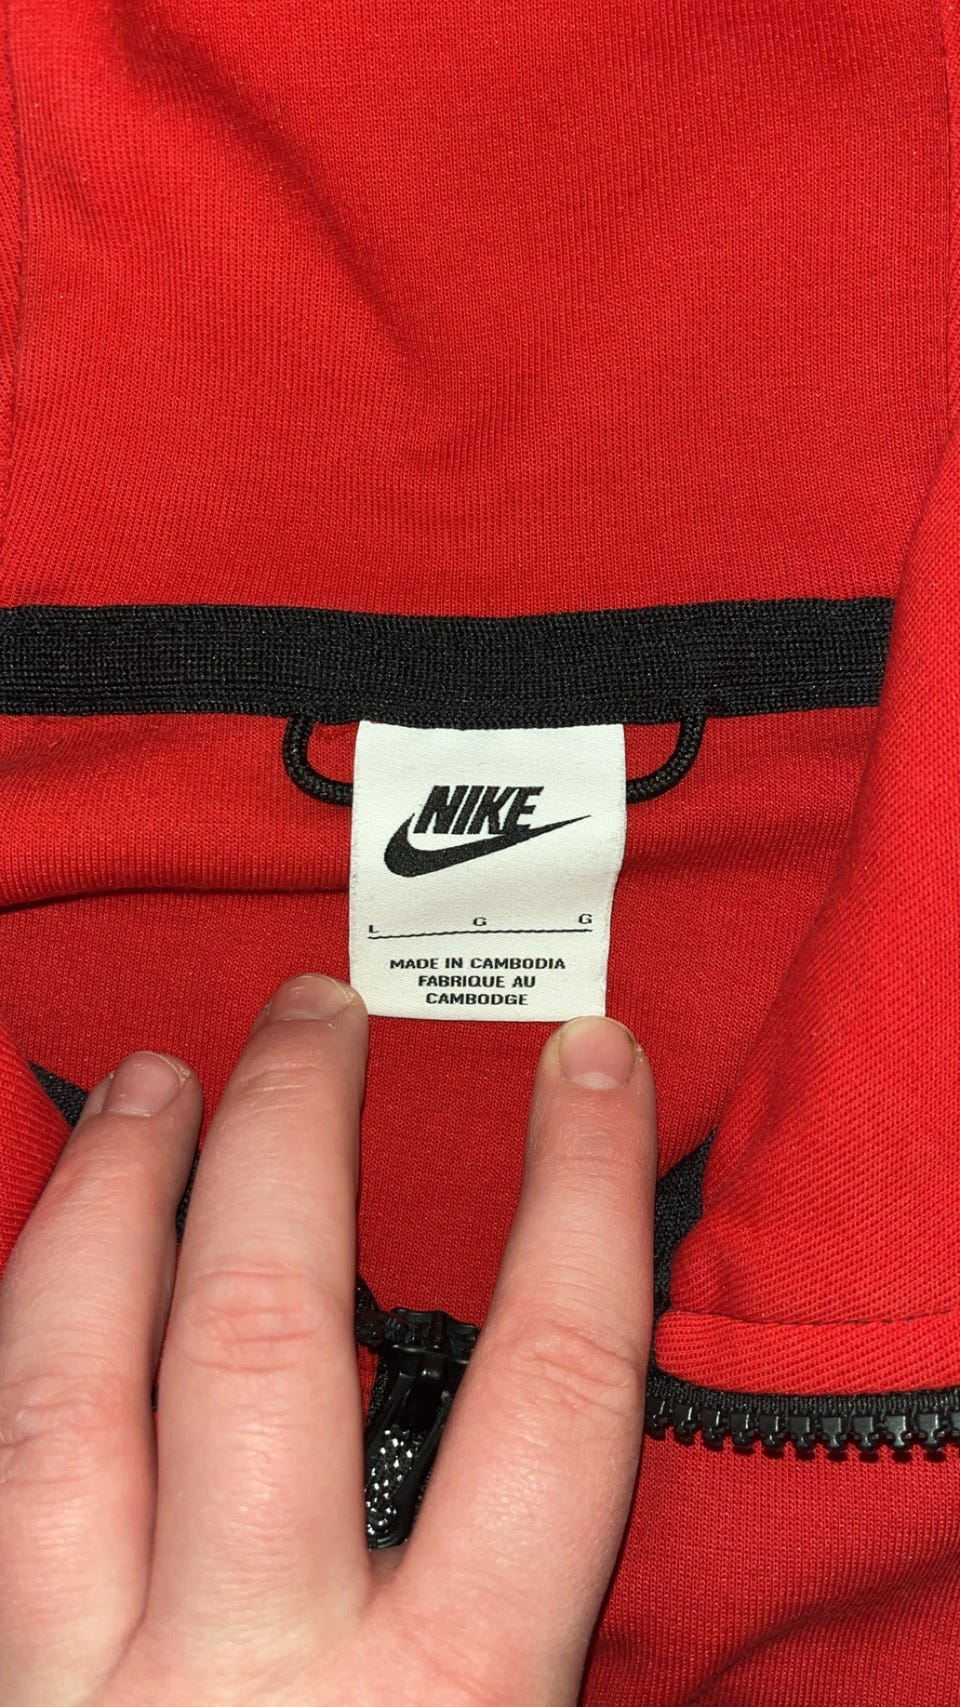 NIKE
L G G
MADE IN CAMBODIA
FABRIQUE AU
CAMBODGE